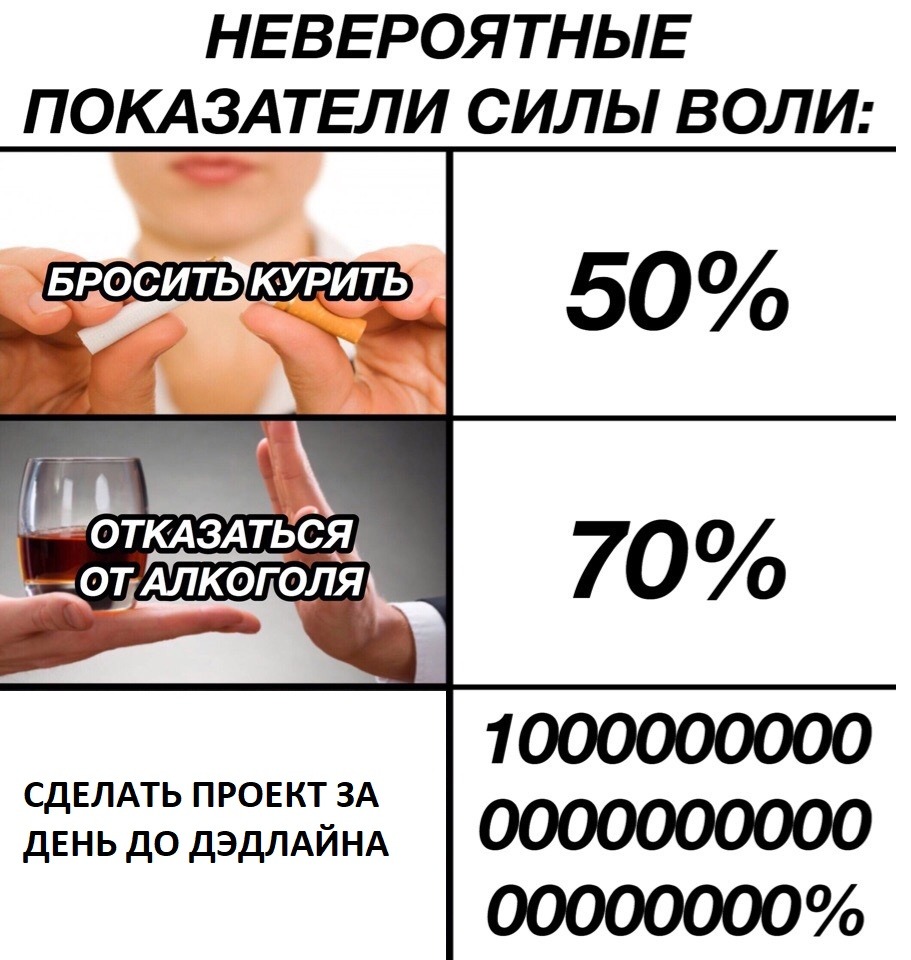 НЕВЕРОЯТНЫЕ
ПОКАЗАТЕЛИ СИЛЫ ВОЛИ:
БРОСИТЬ КУРИТЬ
50%
ОТКАЗАТЬСЯ
ОТ АЛКОГОЛЯ
70%
СДЕЛАТЬ ПРОЕКТ ЗА
ДЕНЬ ДО ДЭДЛАЙНА
1000000000
0000000000
00000000%